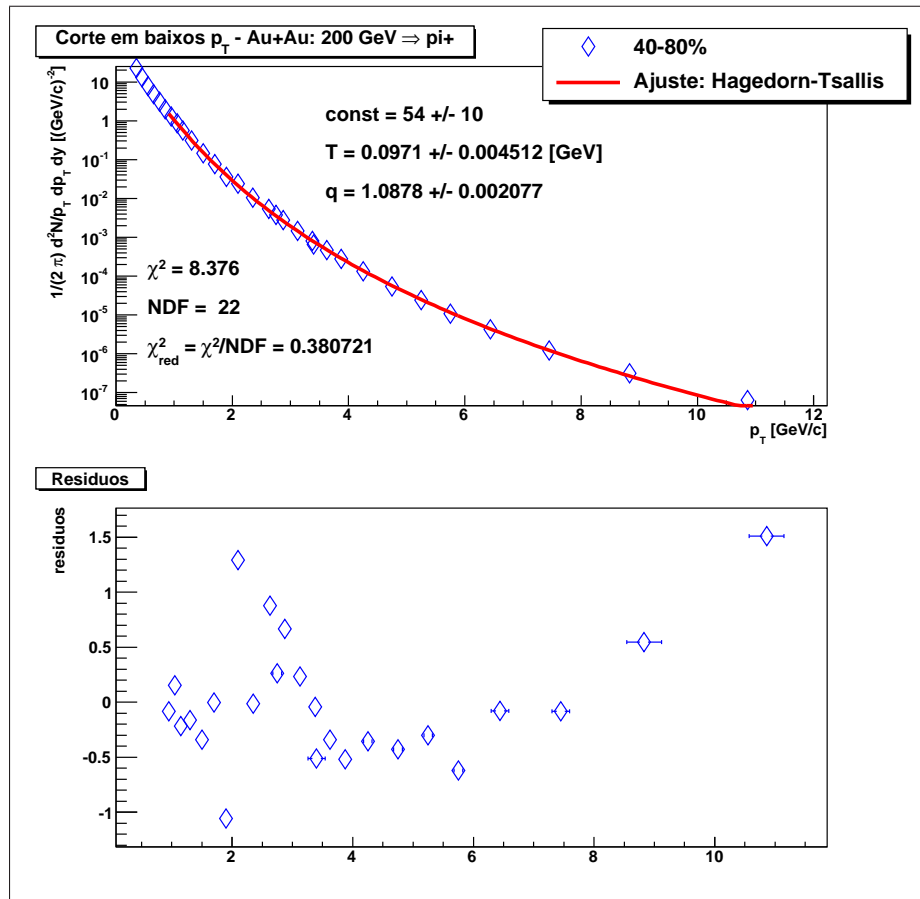 Corte em baixos p_T - Au+Au: 200 GeV ⇒ pi+
40-80%
Ajuste: Hagedorn-Tsallis
1/(2 π) d²N/p_T dp_T dy [(GeV/c)⁻²]
10
1
10⁻¹
10⁻²
10⁻³
10⁻⁴
10⁻⁵
10⁻⁶
10⁻⁷
const = 54 +/- 10
T = 0.0971 +/- 0.004512 [GeV]
q = 1.0878 +/- 0.002077
χ² = 8.376
NDF = 22
χ²_red = χ²/NDF = 0.380721
0 2 4 6 8 10 12
p_T [GeV/c]
Residuos
residuos
1.5
1
0.5
0
-0.5
-1
2 4 6 8 10